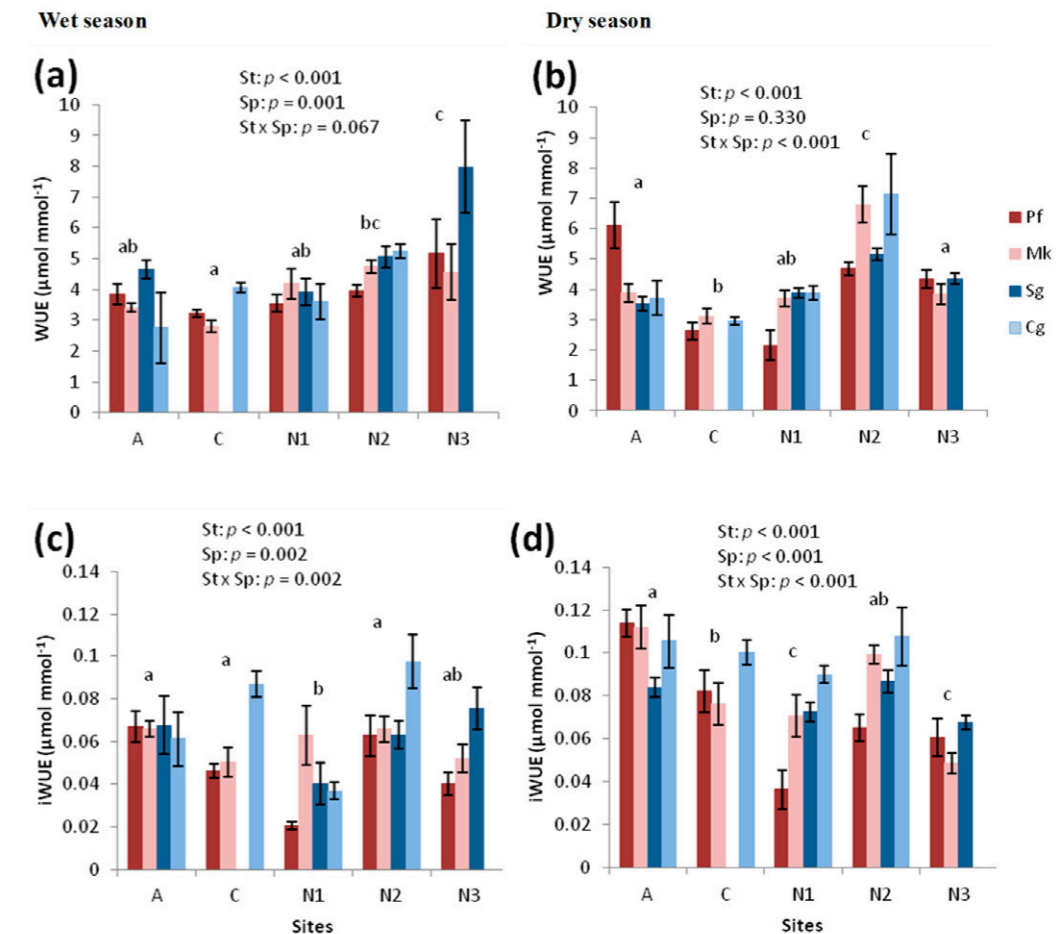 Wet season
Dry season
(a)
St: p < 0.001
Sp: p = 0.001
St x Sp: p = 0.067
WUE (µmol mmol-1)
10
9
8
7
6
5
4
3
2
1
0
ab
a
ab
bc
c
A
C
N1
N2
N3
(b)
St: p < 0.001
Sp: p = 0.330
St x Sp: p < 0.001
WUE (µmol mmol-1)
10
9
8
7
6
5
4
3
2
1
0
a
b
ab
c
a
A
C
N1
N2
N3
Pf
Mk
Sg
Cg
(c)
St: p < 0.001
Sp: p = 0.002
St x Sp: p = 0.002
iWUE (µmol mmol-1)
0.14
0.12
0.1
0.08
0.06
0.04
0.02
0
a
a
b
a
ab
A
C
N1
N2
N3
Sites
(d)
St: p < 0.001
Sp: p < 0.001
St x Sp: p < 0.001
iWUE (µmol mmol-1)
0.14
0.12
0.10
0.08
0.06
0.04
0.02
0
a
b
c
ab
c
A
C
N1
N2
N3
Sites